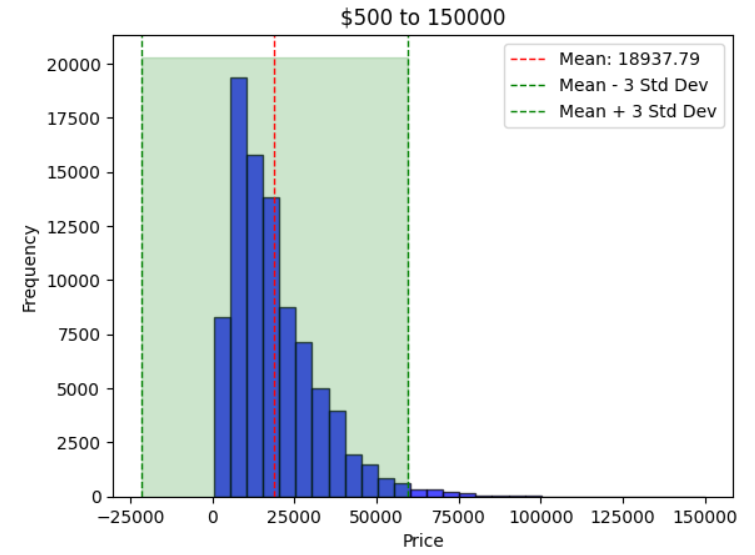 $500 to 150000
Mean: 18937.79
Mean - 3 Std Dev
Mean + 3 Std Dev
20000
17500
15000
12500
10000
7500
5000
2500
0
Frequency
−25000 0 25000 50000 75000 100000 125000 150000
Price